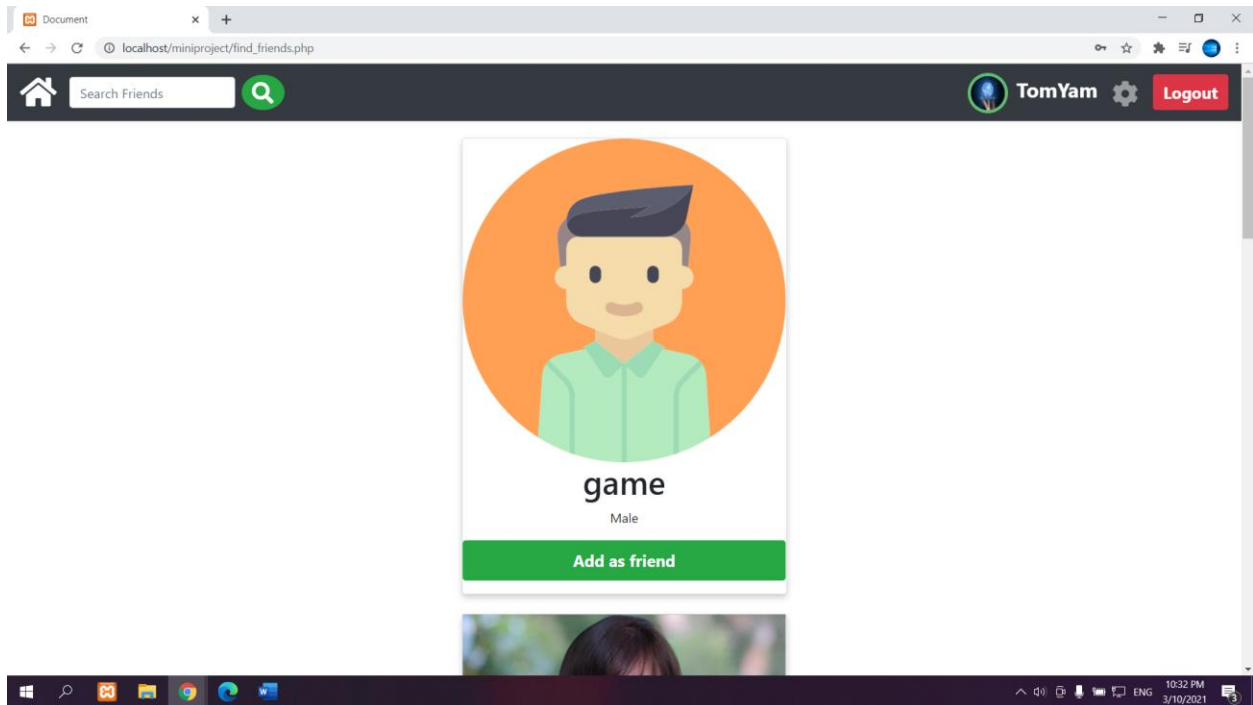 Document
localhost/miniproject/find_friends.php
Search Friends
TomYam
Logout
game
Male
Add as friend
ENG
10:32 PM
3/10/2021
3